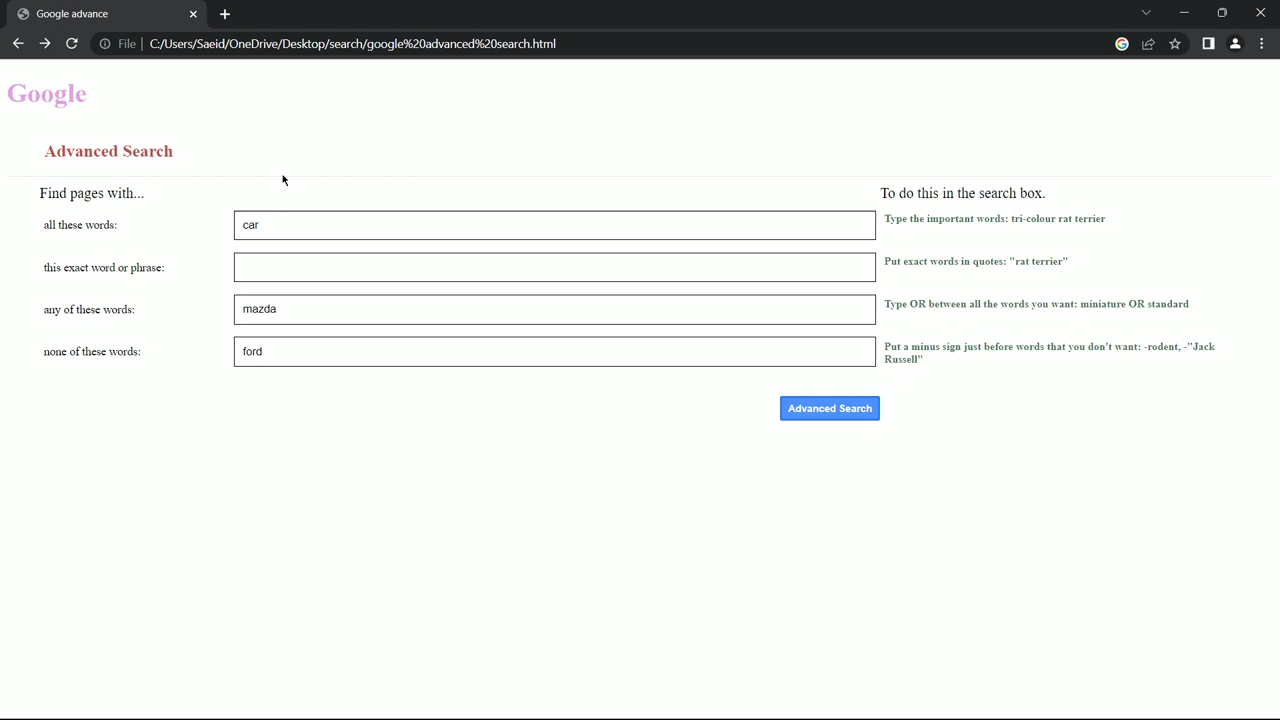 Google advance
File
C:/Users/Saeid/OneDrive/Desktop/search/google%20advanced%20search.html
Google
Advanced Search
Find pages with...
To do this in the search box.
all these words:
car
Type the important words: tri-colour rat terrier
this exact word or phrase:
Put exact words in quotes: "rat terrier"
any of these words:
mazda
Type OR between all the words you want: miniature OR standard
none of these words:
ford
Put a minus sign just before words that you don't want: -rodent, -"Jack
Russell"
Advanced Search